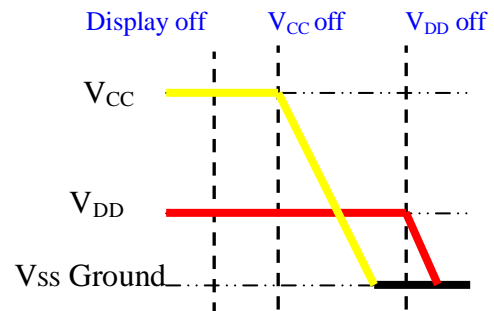 Display off VCC off VDD off
VCC
VDD
VSS Ground